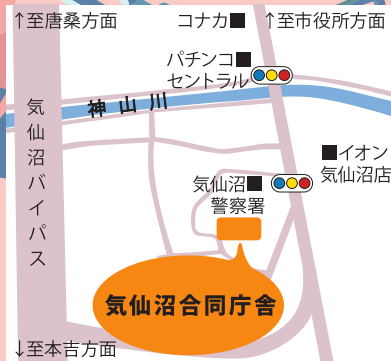 ↑至唐桑方面
コナカ■
↑至市役所方面
パチンコ■
セントラル
神山川
気仙沼バイパス
■イオン
気仙沼店
気仙沼■
警察署
気仙沼合同庁舎
↓至本吉方面